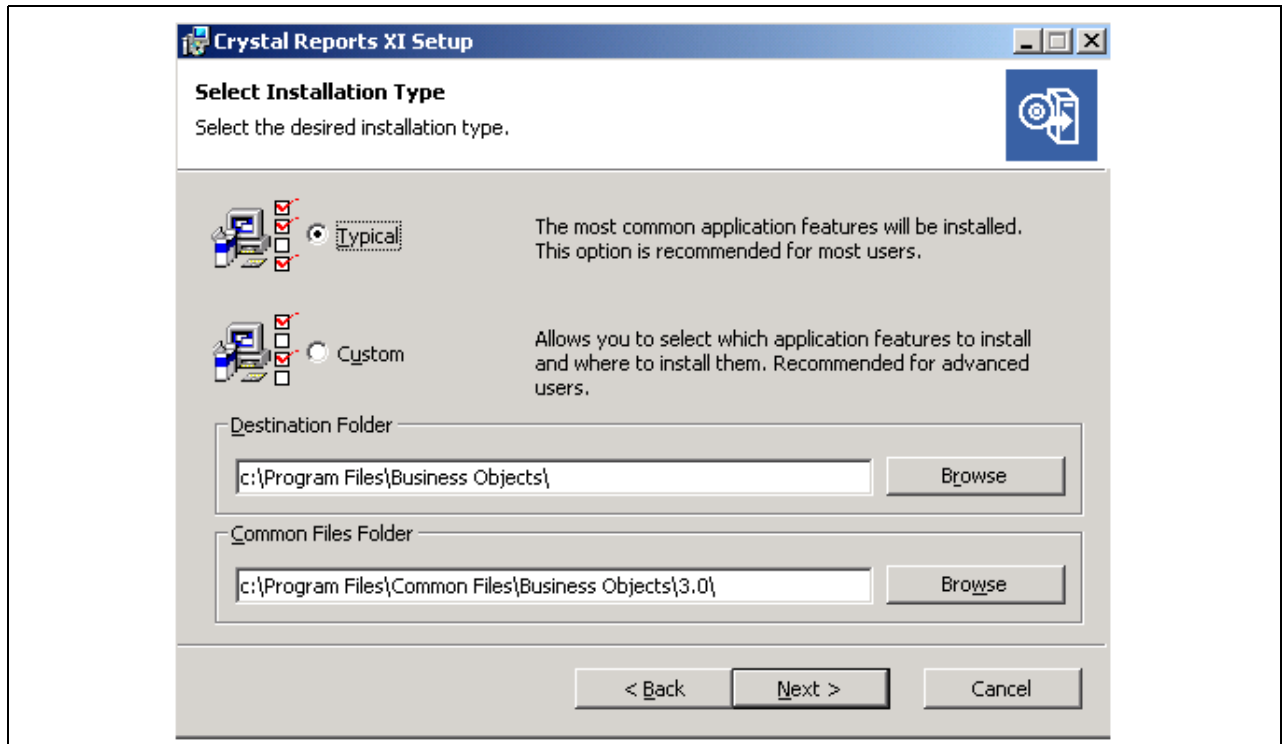 Crystal Reports XI Setup
Select Installation Type
Select the desired installation type.
Typical
The most common application features will be installed.
This option is recommended for most users.
Custom
Allows you to select which application features to install
and where to install them. Recommended for advanced
users.
Destination Folder
c:\Program Files\Business Objects\
Browse
Common Files Folder
c:\Program Files\Common Files\Business Objects\3.0\
Browse
< Back
Next >
Cancel